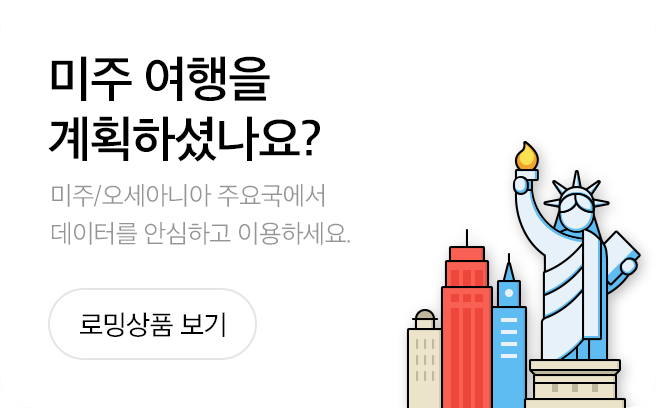 미주 여행을
계획하셨나요?
미주/오세아니아 주요국에서
데이터를 안심하고 이용하세요.
로밍상품 보기